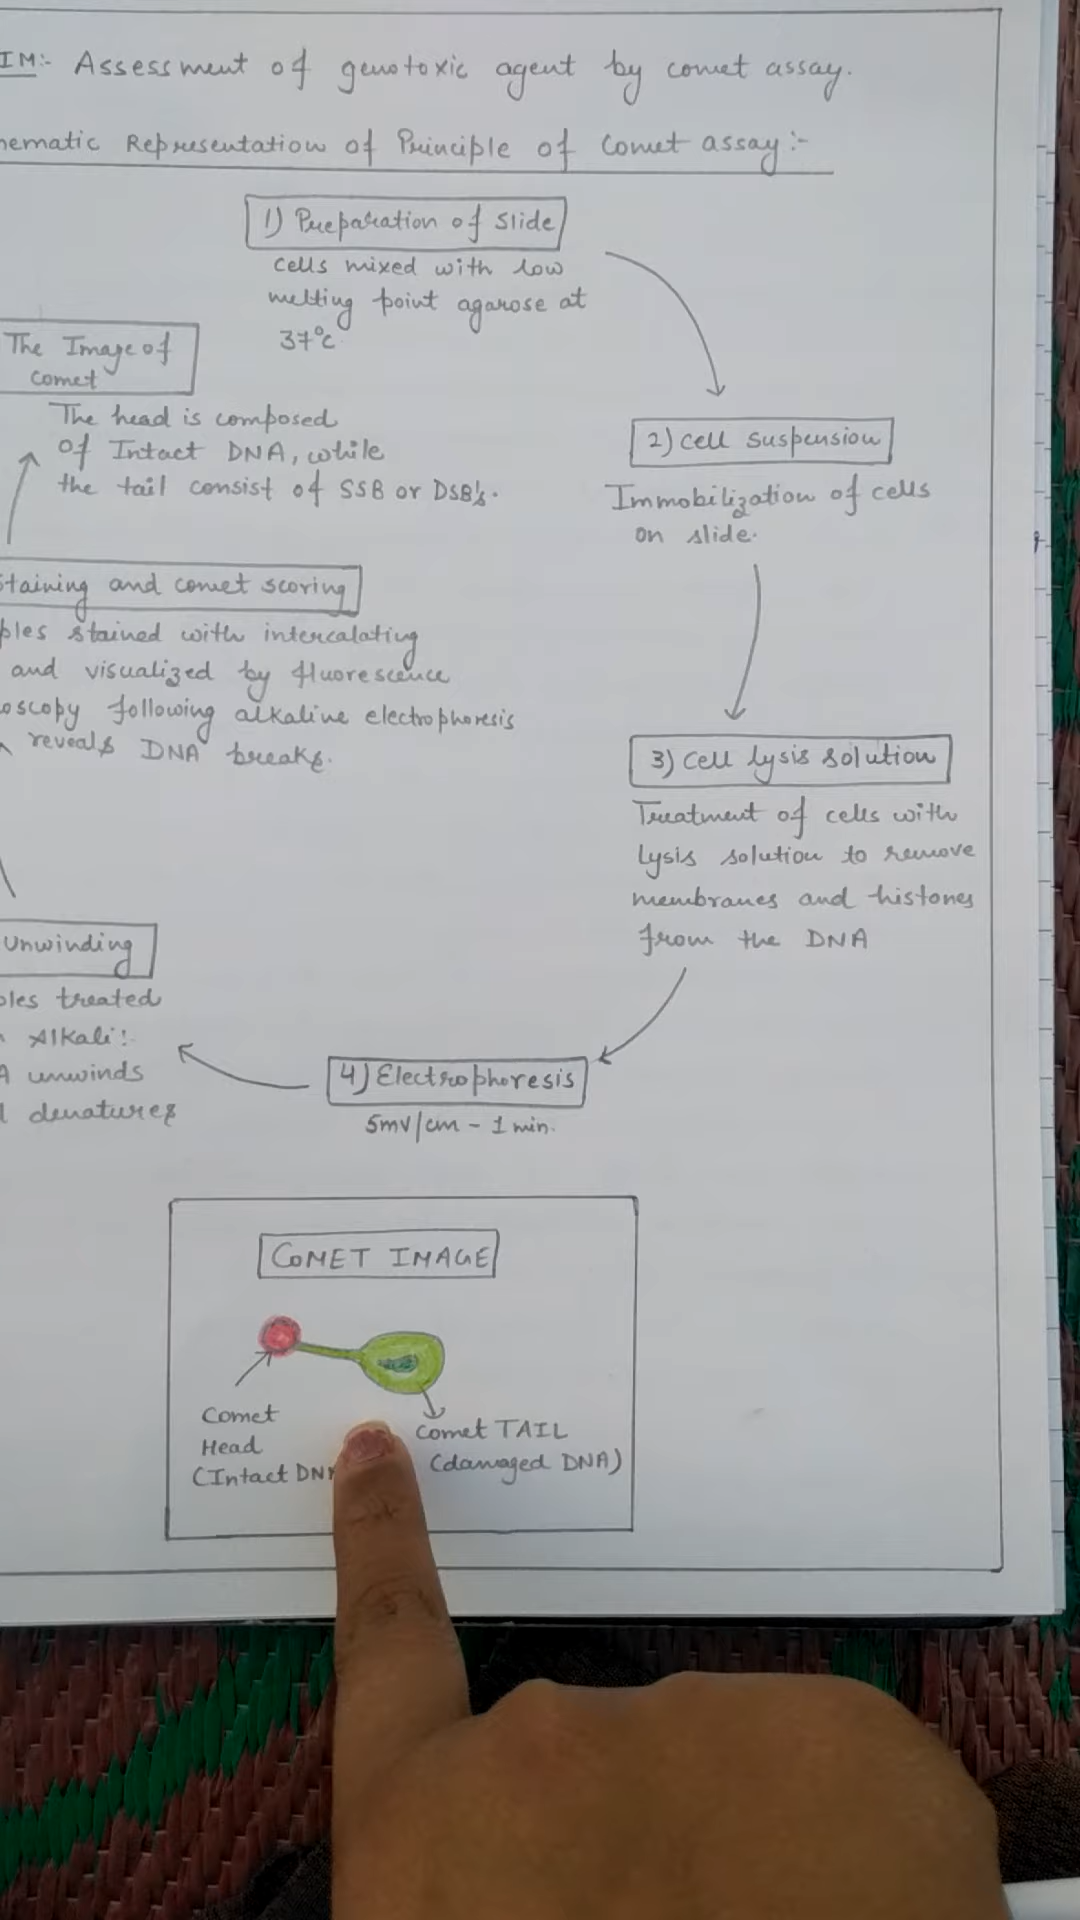 IM:- Assessment of genotoxic agent by comet assay.
hematic Representation of Principle of Comet assay:-
1) Preparation of slide
cells mixed with low
melting point agarose at
37°c
2) cell suspension
Immobilization of cells
on slide.
3) cell lysis solution
Treatment of cells with
lysis solution to remove
membranes and histones
from the DNA
4) Electrophoresis
5mV/cm - 1 min.
Unwinding
ples treated
Alkali:
A unwinds
denatures
Staining and comet scoring
ples stained with intercalating
and visualized by fluorescence
oscopy following alkaline electrophoresis
reveals DNA breaks.
The Image of
comet
The head is composed
of Intact DNA, while
the tail consist of SSB or DSB's.
COMET IMAGE
Comet
Head
(Intact DN
Comet TAIL
(damaged DNA)